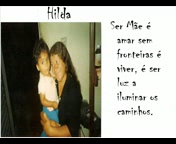 Hilda
Ser Mãe é
amar sem
fronteiras é
viver, é ser
luz a
iluminar os
caminhos.